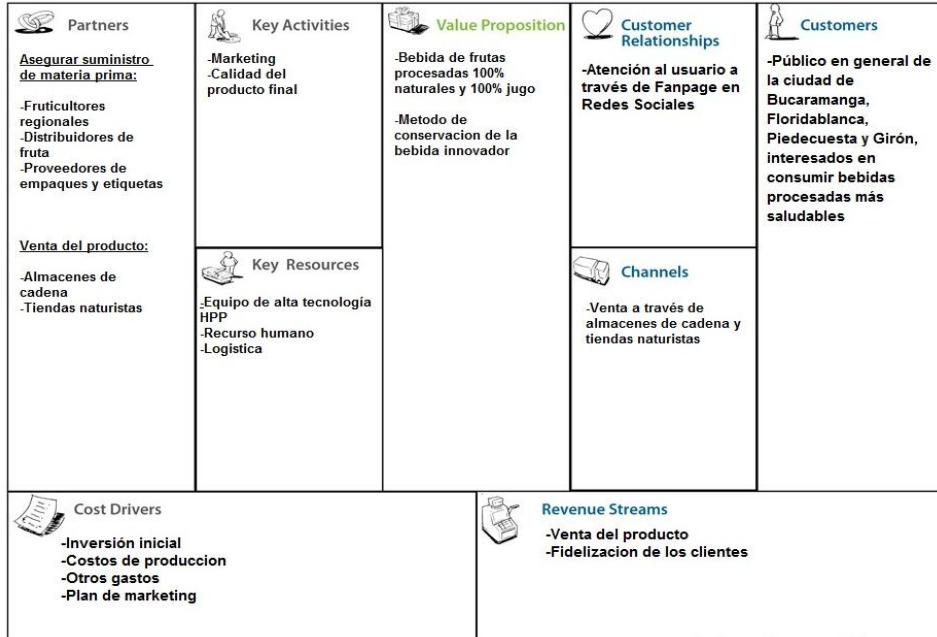 Partners
Asegurar suministro
de materia prima:
-Fruticultores
regionales
-Distribuidores de
fruta
-Proveedores de
empaques y etiquetas
Venta del producto:
-Almacenes de
cadena
-Tiendas naturistas
Key Activities
-Marketing
-Calidad del
producto final
Key Resources
-Equipo de alta tecnología
HPP
-Recurso humano
-Logistica
Value Proposition
-Bebida de frutas
procesadas 100%
naturales y 100% jugo
-Metodo de
conservacion de la
bebida innovador
Customer
Relationships
-Atención al usuario a
través de Fanpage en
Redes Sociales
Channels
-Venta a través de
almacenes de cadena y
tiendas naturistas
Customers
-Público en general de
la ciudad de
Bucaramanga,
Floridablanca,
Piedecuesta y Girón,
interesados en
consumir bebidas
procesadas más
saludables
Cost Drivers
-Inversión inicial
-Costos de produccion
-Otros gastos
-Plan de marketing
Revenue Streams
-Venta del producto
-Fidelizacion de los clientes